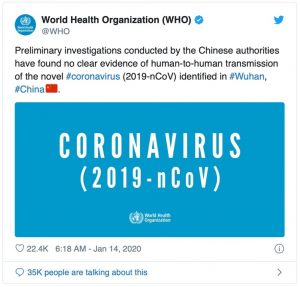 World Health Organization (WHO)
@WHO
Preliminary investigations conducted by the Chinese authorities
have found no clear evidence of human-to-human transmission
of the novel #coronavirus (2019-nCoV) identified in #Wuhan,
#China🇨🇳.
CORONAVIRUS
(2019-nCoV)
World Health
Organization
22.4K 6:18 AM - Jan 14, 2020
35K people are talking about this